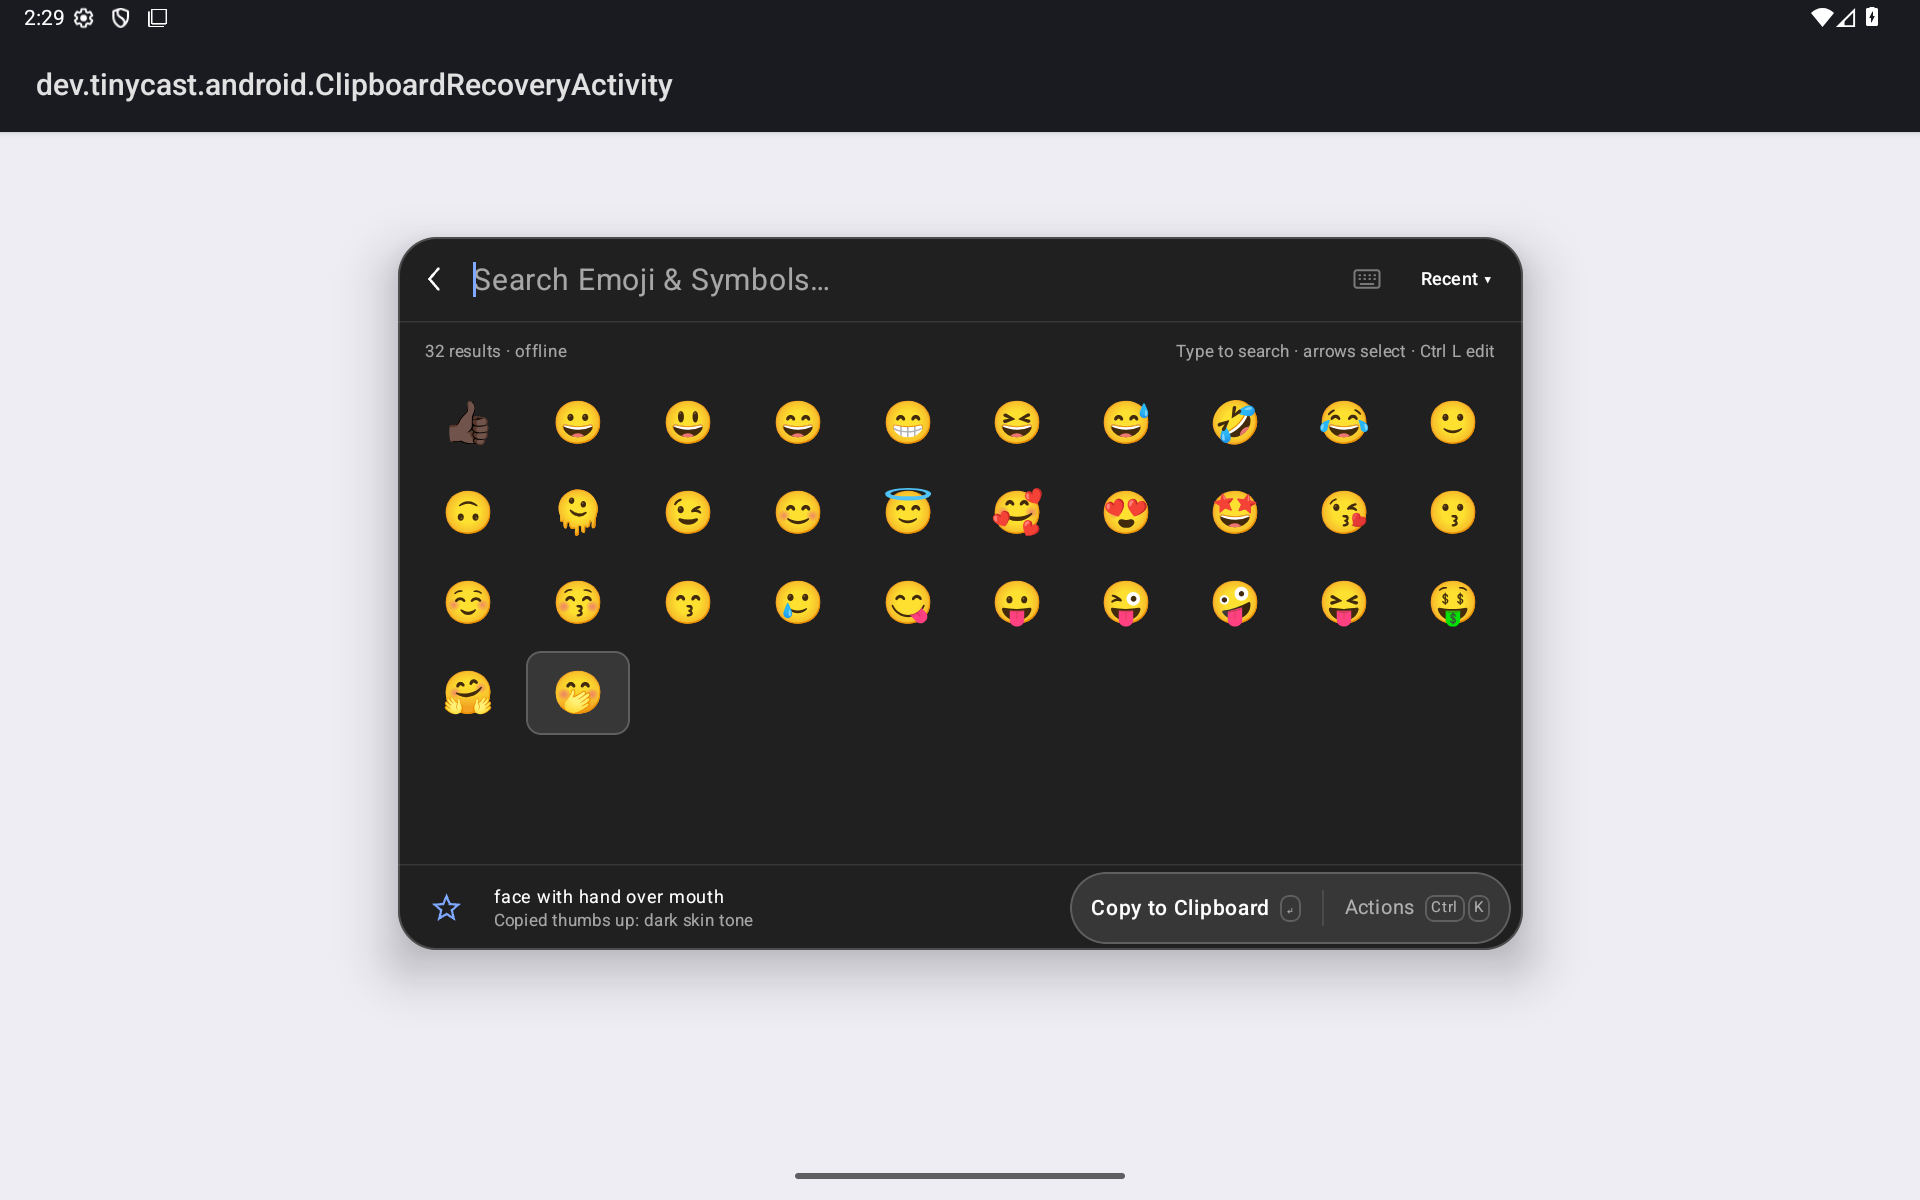 2:29
dev.tinycast.android.ClipboardRecoveryActivity
Search Emoji & Symbols...
Recent ▾
32 results · offline
Type to search · arrows select · Ctrl L edit
face with hand over mouth
Copied thumbs up: dark skin tone
Copy to Clipboard ↵
Actions Ctrl K